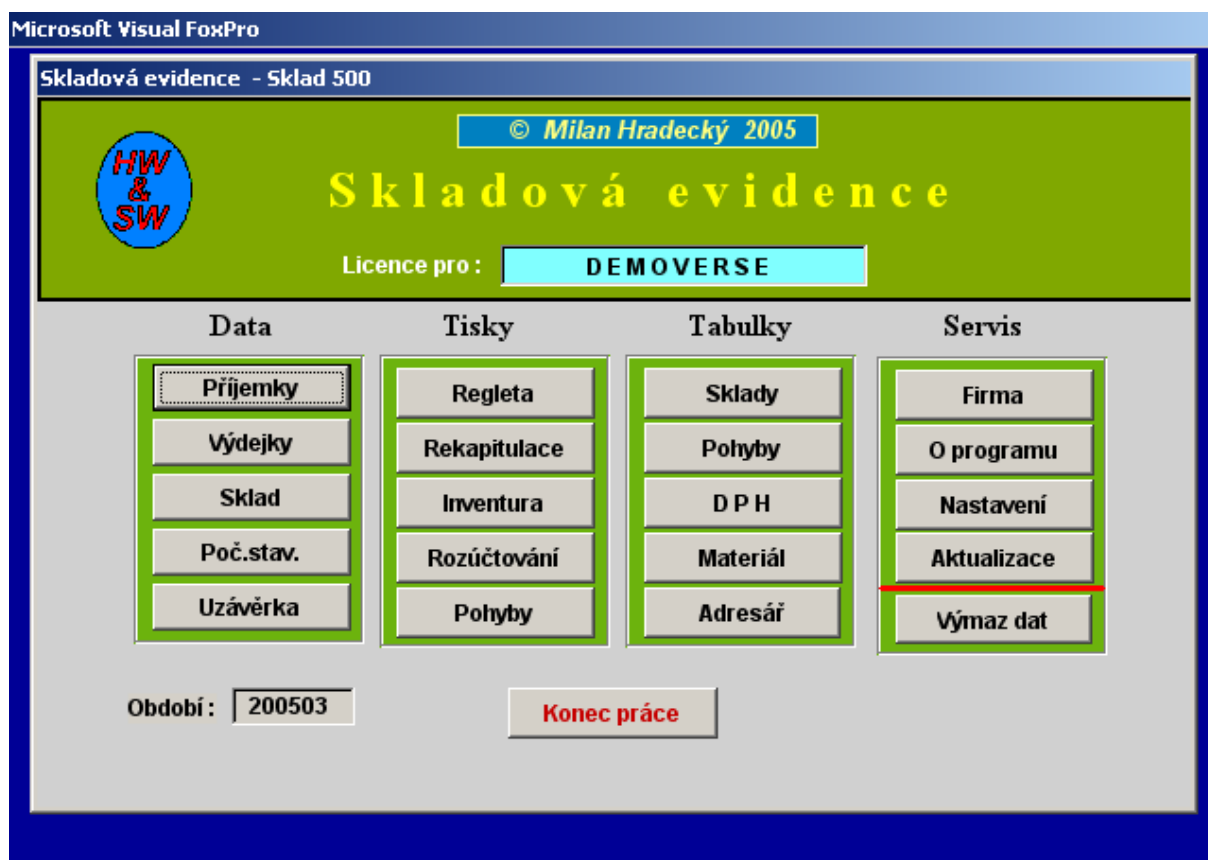 Microsoft Visual FoxPro
Skladová evidence - Sklad 500
© Milan Hradecký 2005
HW
&
SW
Skladová evidence
Licence pro : DEMOVERSE
Data
Příjemky
Výdejky
Sklad
Poč.stav.
Uzávěrka
Tisky
Regleta
Rekapitulace
Inventura
Rozúčtování
Pohyby
Tabulky
Sklady
Pohyby
D P H
Materiál
Adresář
Servis
Firma
O programu
Nastavení
Aktualizace
Výmaz dat
Období : 200503
Konec práce